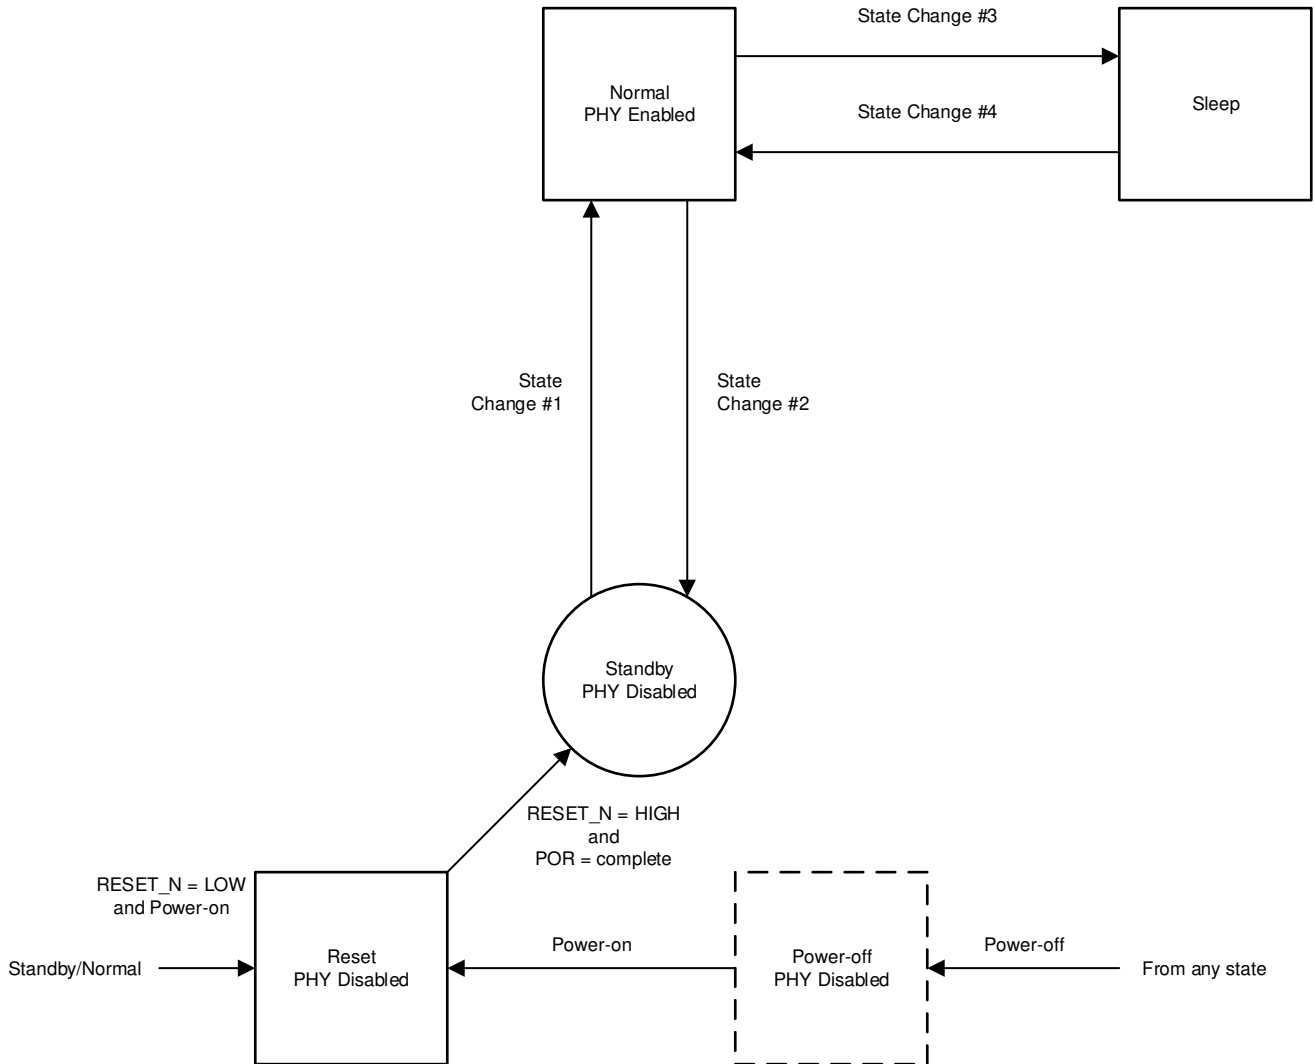 State Change #3
Normal
PHY Enabled
State Change #4
Sleep
State
Change #1
State
Change #2
Standby
PHY Disabled
RESET_N = HIGH
and
POR = complete
RESET_N = LOW
and Power-on
Standby/Normal
Reset
PHY Disabled
Power-on
Power-off
PHY Disabled
Power-off
From any state